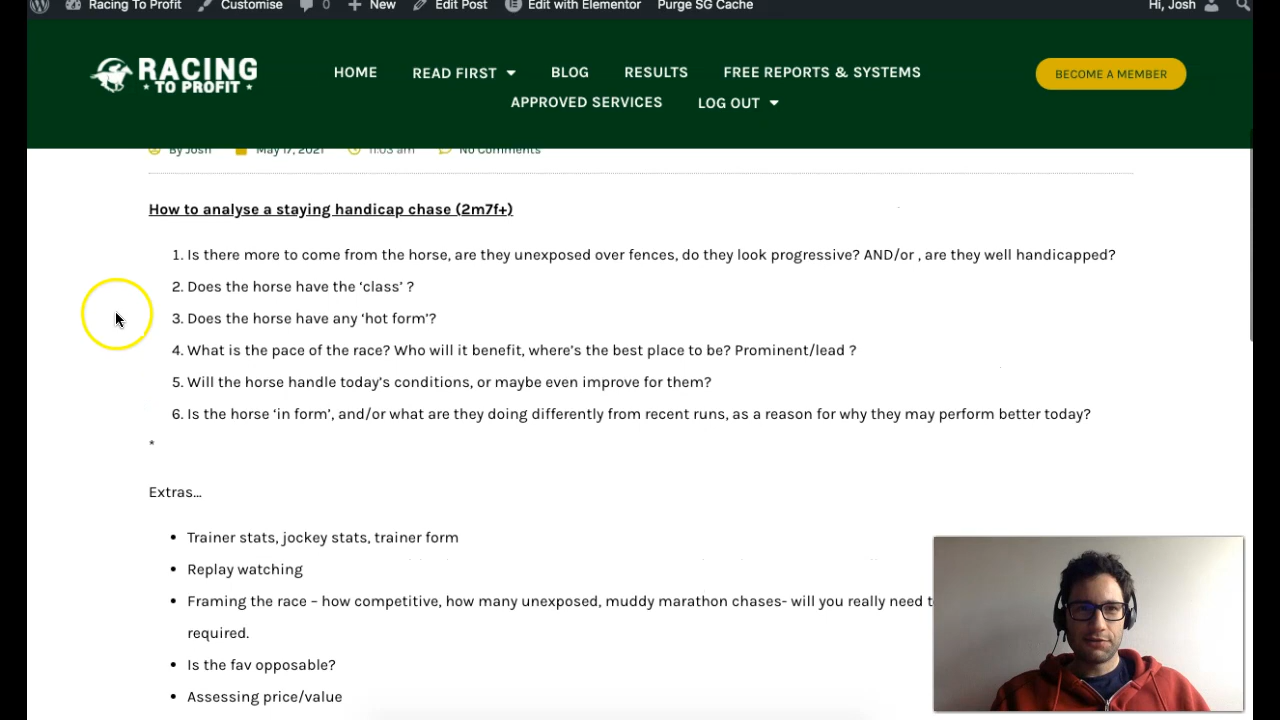 Racing To Profit Customise 0 New Edit Post Edit with Elementor Purge SG Cache Hi, Josh
RACING
TO PROFIT
HOME READ FIRST BLOG RESULTS FREE REPORTS & SYSTEMS
APPROVED SERVICES LOG OUT
BECOME A MEMBER
By Josh May 17, 2021 11:03 am No Comments
How to analyse a staying handicap chase (2m7f+)
1. Is there more to come from the horse, are they unexposed over fences, do they look progressive? AND/or , are they well handicapped?
2. Does the horse have the ‘class’ ?
3. Does the horse have any ‘hot form’?
4. What is the pace of the race? Who will it benefit, where’s the best place to be? Prominent/lead ?
5. Will the horse handle today’s conditions, or maybe even improve for them?
6. Is the horse ‘in form’, and/or what are they doing differently from recent runs, as a reason for why they may perform better today?
*
Extras…
• Trainer stats, jockey stats, trainer form
• Replay watching
• Framing the race – how competitive, how many unexposed, muddy marathon chases- will you really need
required.
• Is the fav opposable?
• Assessing price/value